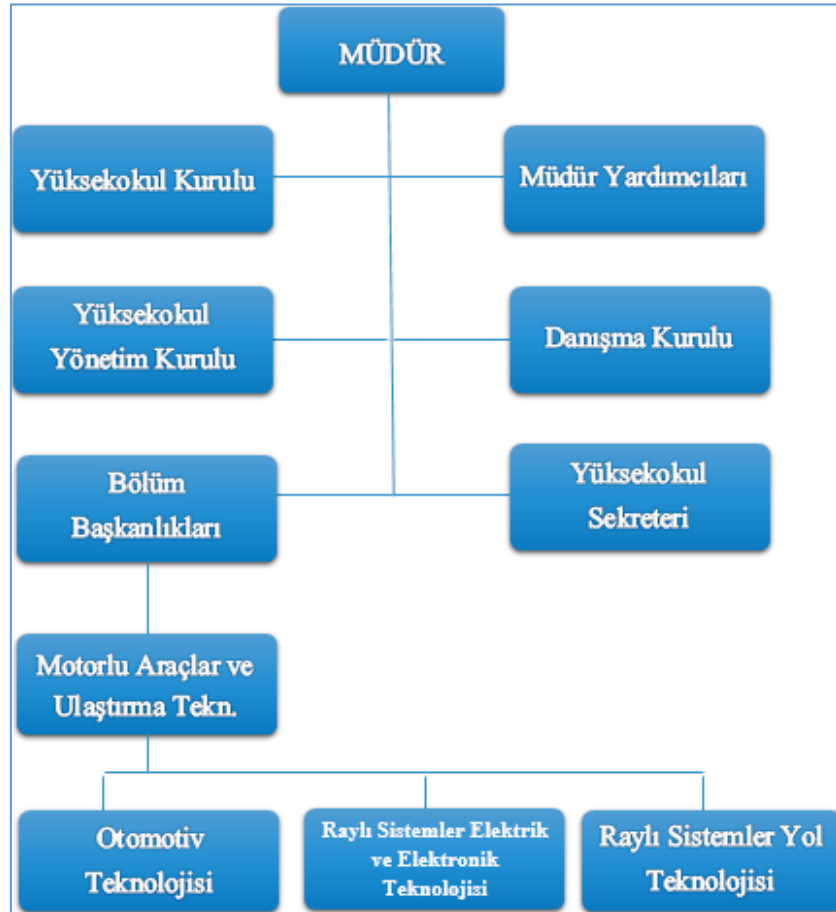 MÜDÜR
Yüksekokul Kurulu
Müdür Yardımcıları
Yüksekokul
Yönetim Kurulu
Danışma Kurulu
Bölüm
Başkanlıkları
Yüksekokul
Sekreteri
Motorlu Araçlar ve
Ulaştırma Tekn.
Otomotiv
Teknolojisi
Raylı Sistemler Elektrik
ve Elektronik
Teknolojisi
Raylı Sistemler Yol
Teknolojisi